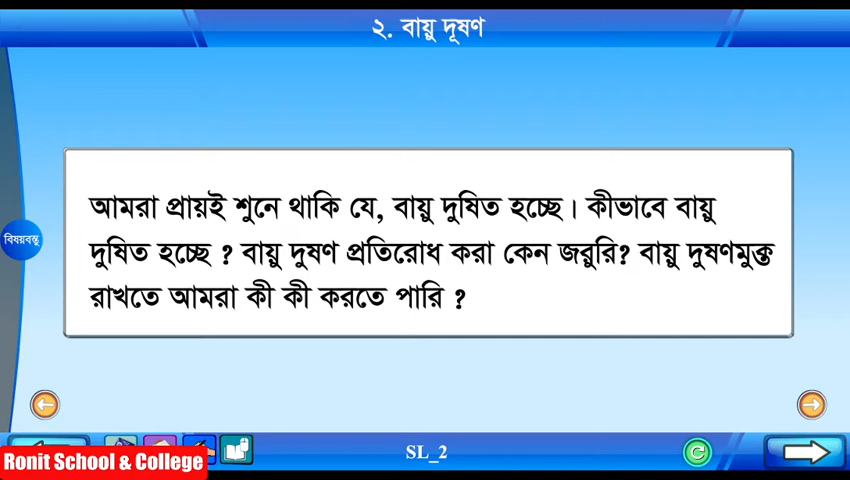 ২. বায়ু দূষণ
আমরা প্রায়ই শুনে থাকি যে, বায়ু দুষিত হচ্ছে। কীভাবে বায়ু
দুষিত হচ্ছে ? বায়ু দুষণ প্রতিরোধ করা কেন জরুরি? বায়ু দুষণমুক্ত
রাখতে আমরা কী কী করতে পারি ?
বিষয়বস্তু
SL_2
Ronit School & College